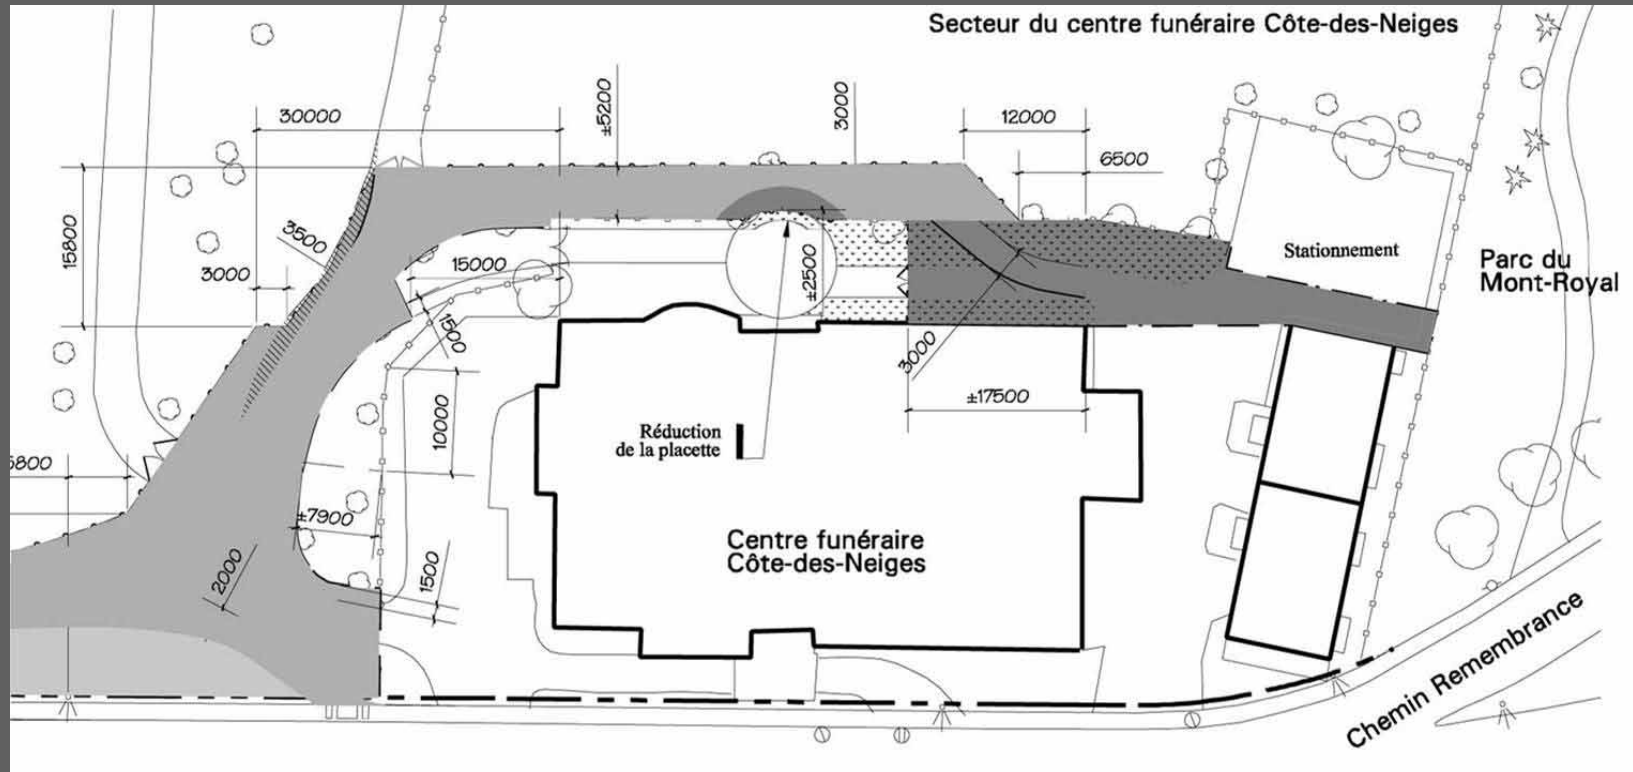 Secteur du centre funéraire Côte-des-Neiges
30000
±5200
3000
12000
6500
15800
3500
3000
15000
±2500
Stationnement
Parc du
Mont-Royal
1500
3000
10000
±17500
Réduction
de la placette
5800
±7900
Centre funéraire
Côte-des-Neiges
2000
1500
Chemin Remembrance